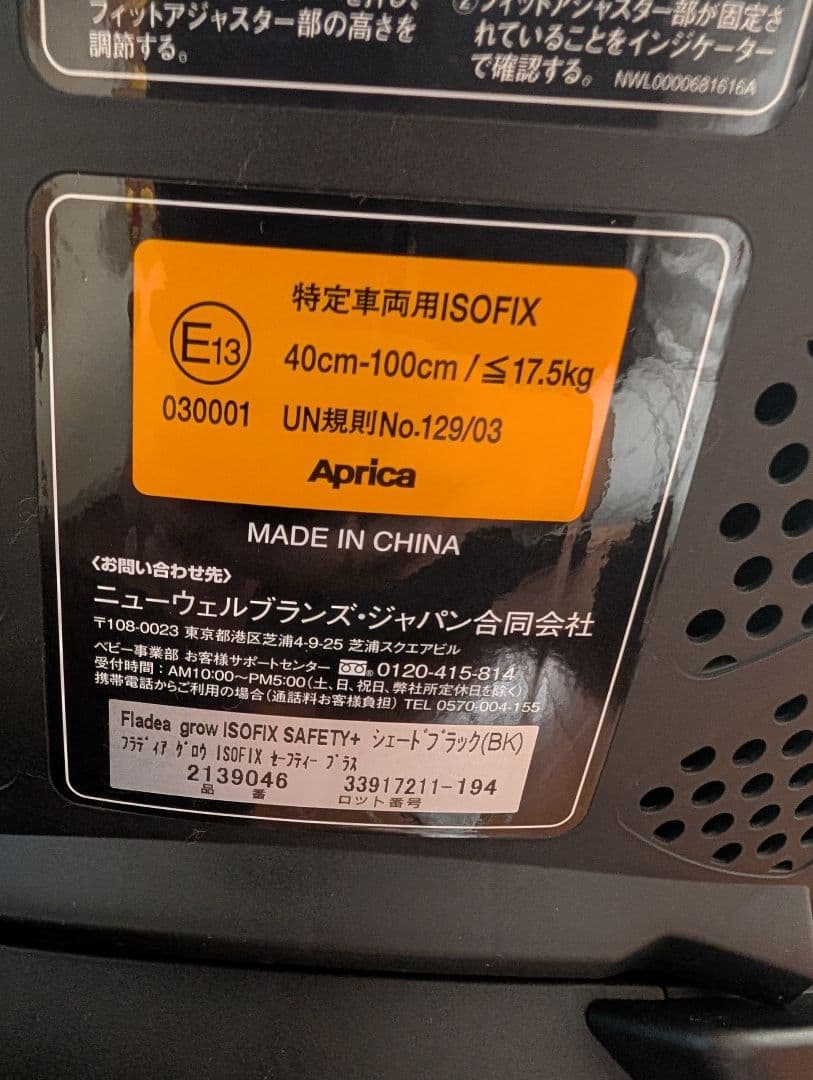 フィットアジャスター部の高さを
調節する。
②フィットアジャスター部が固定さ
れていることをインジケーター
で確認する。
NWL0000681616A
特定車両用ISOFIX
E13
40cm-100cm/≦17.5kg
030001 UN規則No.129/03
Aprica
MADE IN CHINA
〈お問い合わせ先〉
ニューウェルブランズ・ジャパン合同会社
〒108-0023 東京都港区芝浦4-9-25 芝浦スクエアビル
ベビー事業部 お客様サポートセンター 0120-415-814
受付時間：AM10:00～PM5:00（土、日、祝日、弊社所定休日を除く）
携帯電話からご利用の場合（通話料お客様負担）TEL 0570-004-155
Fladea grow ISOFIX SAFETY+ シェードブラック(BK)
フラディア グロウ ISOFIX セーフティー プラス
2139046 33917211-194
品番 ロット番号